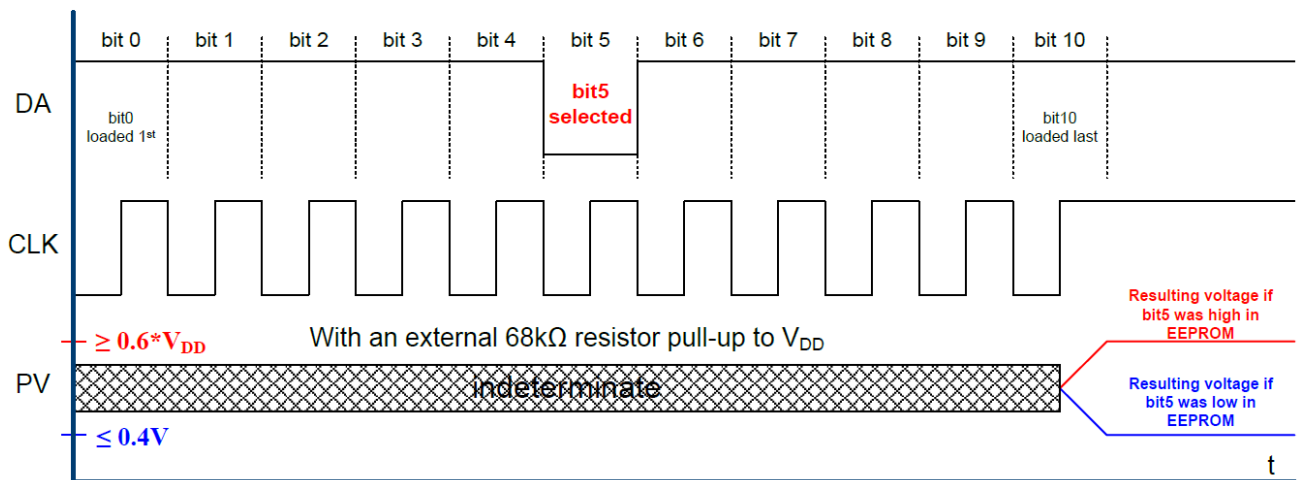 bit 0 bit 1 bit 2 bit 3 bit 4 bit 5 bit 6 bit 7 bit 8 bit 9 bit 10
DA
bit5
selected
bit0
loaded 1st
bit10
loaded last
CLK
Resulting voltage if
bit5 was high in
EEPROM
≥ 0.6*VDD
With an external 68kΩ resistor pull-up to VDD
PV
indeterminate
Resulting voltage if
bit5 was low in
EEPROM
≤ 0.4V
t